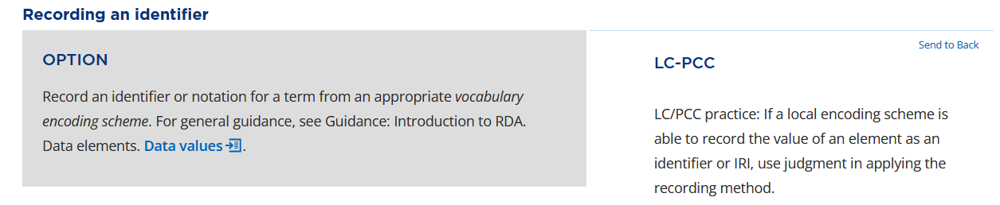 Recording an identifier
OPTION
Record an identifier or notation for a term from an appropriate vocabulary
encoding scheme. For general guidance, see Guidance: Introduction to RDA.
Data elements. Data values.
Send to Back
LC-PCC
LC/PCC practice: If a local encoding scheme is
able to record the value of an element as an
identifier or IRI, use judgment in applying the
recording method.